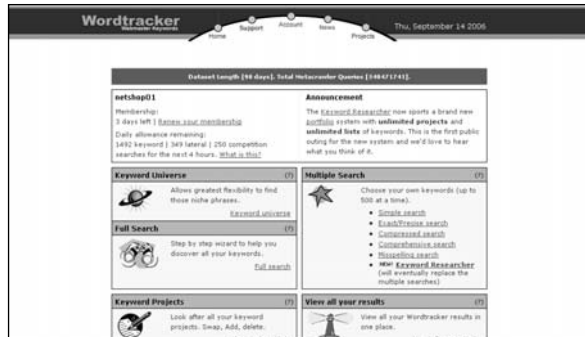 Wordtracker
Webmaster Keywords
Home
Support
Account
News
Projects
Thu, September 14 2006
Dataset Length [90 days]. Total Metacrawler Queries [348471741].
netshop01
Membership:
3 days left | Renew your membership
Daily allowance remaining:
1492 keyword | 349 lateral | 250 competition
searches for the next 4 hours. What is this?
Announcement
The Keyword Researcher now sports a brand new
portfolio system with unlimited projects and
unlimited lists of keywords. This is the first public
outing for the new system and we'd love to hear
what you think of it.
Keyword Universe (?)
Allows greatest flexibility to find
those niche phrases.
Keyword universe
Full Search (?)
Step by step wizard to help you
discover all your keywords.
Full search
Multiple Search (?)
Choose your own keywords (up to
500 at a time).
Simple search
Exact/Precise search
Compressed search
Comprehensive search
Misspelling search
NEW! Keyword Researcher
(will eventually replace the
multiple searches)
Keyword Projects (?)
Look after all your keyword
projects. Swap, Add, delete.
View all your results (?)
View all your Wordtracker results in
one place.